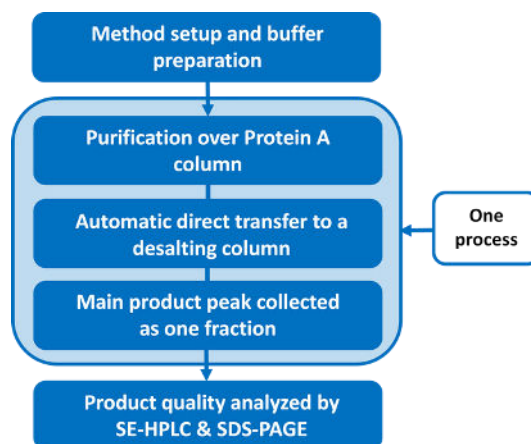 Method setup and buffer
preparation
Purification over Protein A
column
Automatic direct transfer to a
desalting column
One
process
Main product peak collected
as one fraction
Product quality analyzed by
SE-HPLC & SDS-PAGE